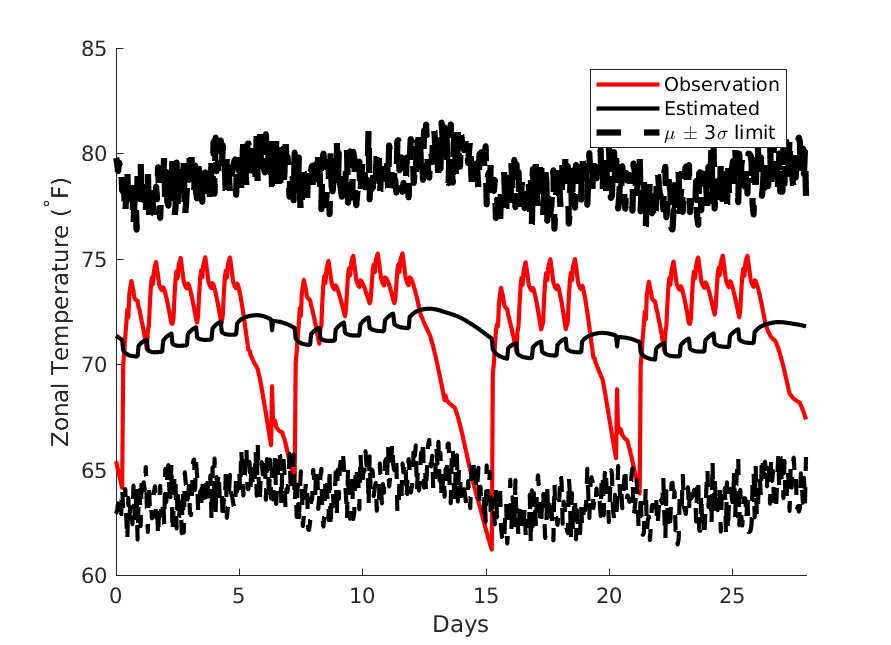 85
80
75
70
65
60
0
5
10
15
20
25
Zonal Temperature (°F)
Days
Observation
Estimated
μ ± 3σ limit